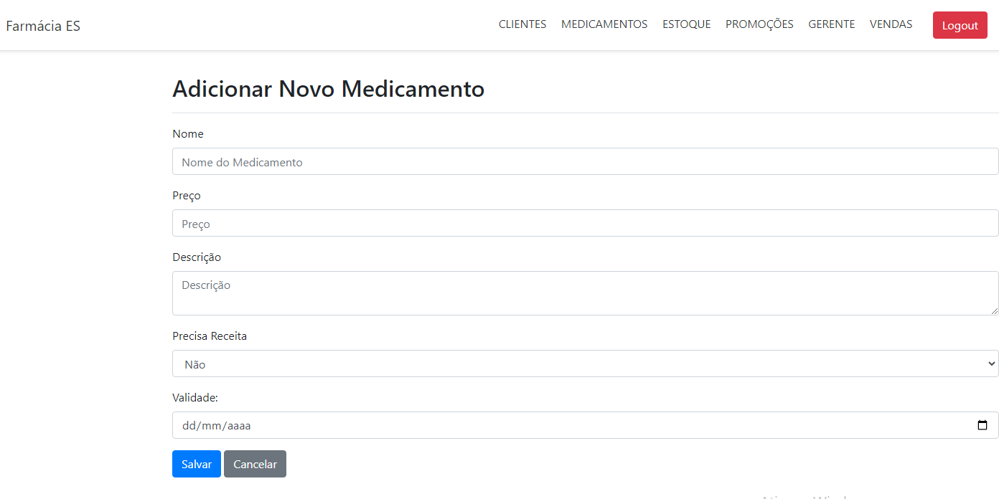 Farmácia ES
CLIENTES MEDICAMENTOS ESTOQUE PROMOÇÕES GERENTE VENDAS Logout
Adicionar Novo Medicamento
Nome
Nome do Medicamento
Preço
Preço
Descrição
Descrição
Precisa Receita
Não
Validade:
dd/mm/aaaa
Salvar Cancelar